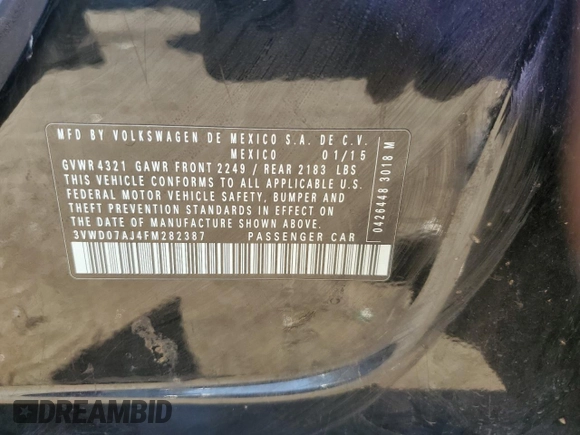 MFD BY VOLKSWAGEN DE MEXICO S.A. DE C.V.
MEXICO 01/15
GVWR 4321 GAWR FRONT 2249 / REAR 2183 LBS
THIS VEHICLE CONFORMS TO ALL APPLICABLE U.S.
FEDERAL MOTOR VEHICLE SAFETY, BUMPER AND
THEFT PREVENTION STANDARDS IN EFFECT ON
THE DATE OF MANUFACTURE SHOWN ABOVE.
3VWD07AJ4FM282387 PASSENGER CAR
0426448 3018 M
DREAMBID